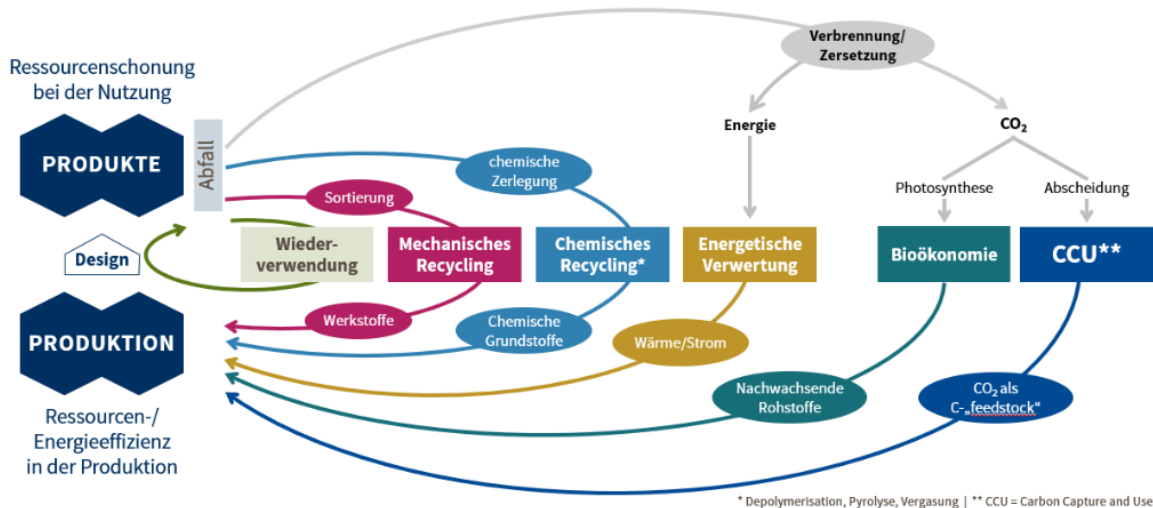 Verbrennung/
Zersetzung
Ressourcenschonung
bei der Nutzung
PRODUKTE
Abfall
Energie
CO₂
chemische
Zerlegung
Sortierung
Photosynthese
Abscheidung
Design
Wieder-
verwendung
Mechanisches
Recycling
Chemisches
Recycling*
Energetische
Verwertung
Bioökonomie
CCU**
PRODUKTION
Werkstoffe
Chemische
Grundstoffe
Wärme/Strom
Nachwachsende
Rohstoffe
CO₂ als
C-„feedstock“
Ressourcen-/
Energieeffizienz
in der Produktion
* Depolymerisation, Pyrolyse, Vergasung | ** CCU = Carbon Capture and Use